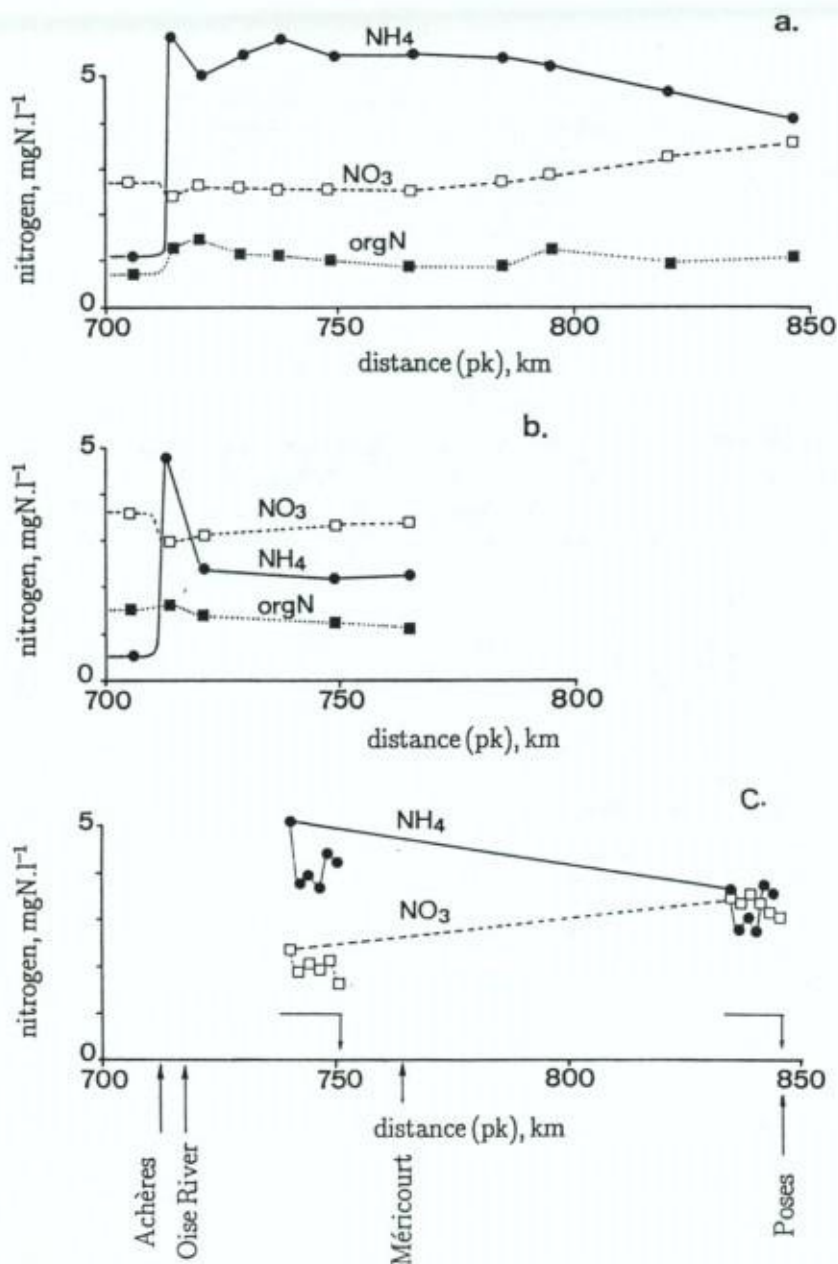 a.
nitrogen, mgN.l⁻¹
5
0
NH4
NO3
orgN
700 750 800 850
distance (pk), km
b.
nitrogen, mgN.l⁻¹
5
0
NO3
NH4
orgN
700 750 800
distance (pk), km
C.
nitrogen, mgN.l⁻¹
5
0
NH4
NO3
700 750 800 850
distance (pk), km
Achères
Oise River
Méricourt
Poses